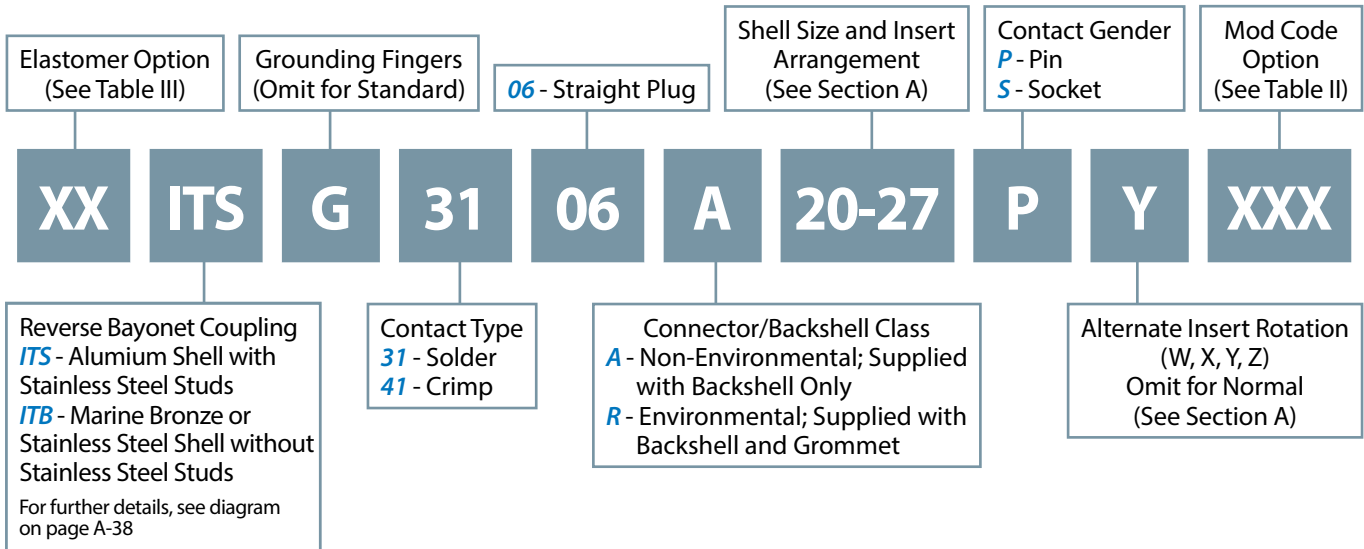 Elastomer Option
(See Table III)
Grounding Fingers
(Omit for Standard)
06 - Straight Plug
Shell Size and Insert
Arrangement
(See Section A)
Contact Gender
P - Pin
S - Socket
Mod Code
Option
(See Table II)
XX ITS G 31 06 A 20-27 P Y XXX
Reverse Bayonet Coupling
ITS - Alumium Shell with
Stainless Steel Studs
ITB - Marine Bronze or
Stainless Steel Shell without
Stainless Steel Studs
For further details, see diagram
on page A-38
Contact Type
31 - Solder
41 - Crimp
Connector/Backshell Class
A - Non-Environmental; Supplied
with Backshell Only
R - Environmental; Supplied with
Backshell and Grommet
Alternate Insert Rotation
(W, X, Y, Z)
Omit for Normal
(See Section A)